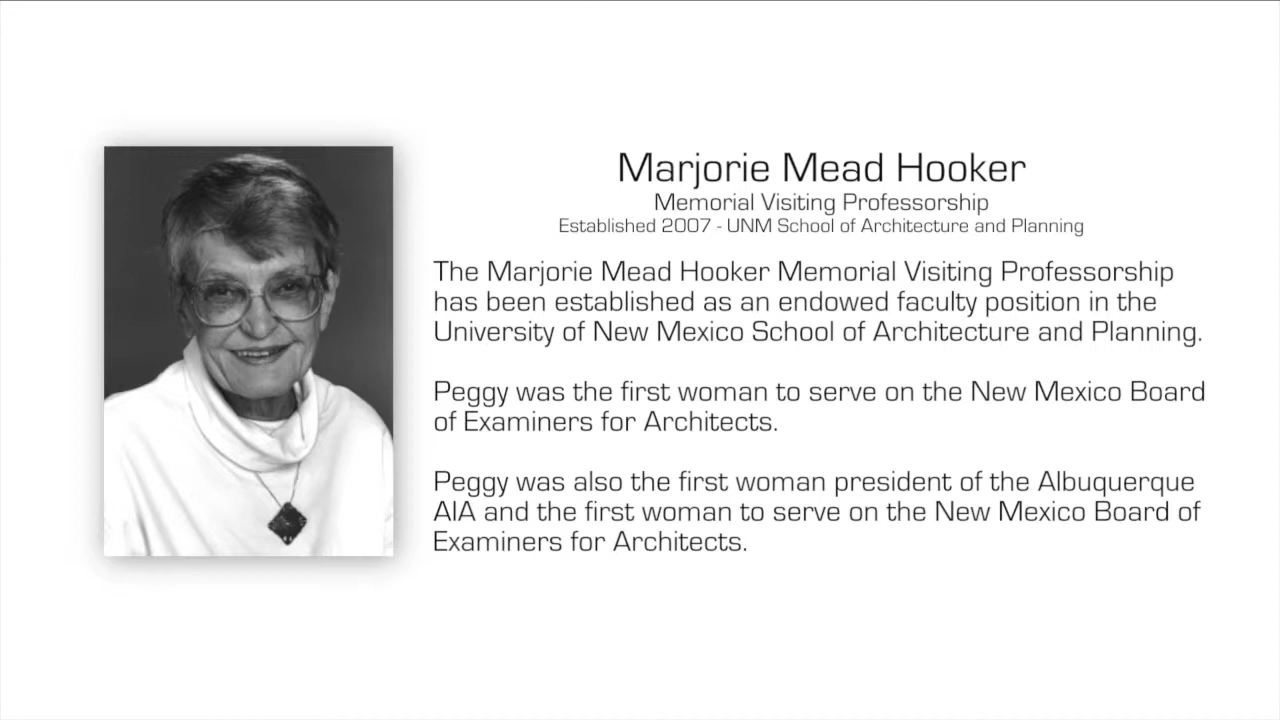 Marjorie Mead Hooker
Memorial Visiting Professorship
Established 2007 - UNM School of Architecture and Planning
The Marjorie Mead Hooker Memorial Visiting Professorship
has been established as an endowed faculty position in the
University of New Mexico School of Architecture and Planning.
Peggy was the first woman to serve on the New Mexico Board
of Examiners for Architects.
Peggy was also the first woman president of the Albuquerque
AIA and the first woman to serve on the New Mexico Board of
Examiners for Architects.